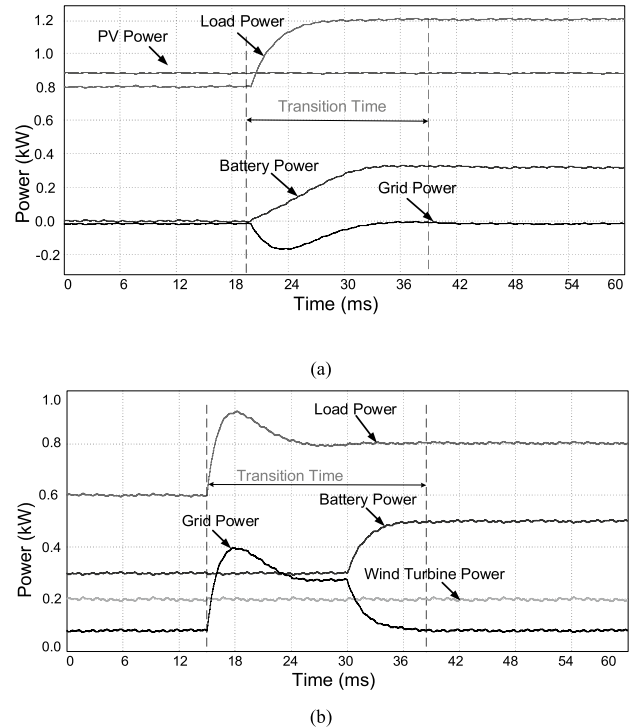 1.2
Load Power
PV Power
1.0
0.8
Transition Time
0.6
0.4
Battery Power
Grid Power
0.2
0.0
-0.2
Power (kW)
0 6 12 18 24 30 36 42 48 54 60
Time (ms)
(a)
1.0
Load Power
0.8
Transition Time
0.6
Battery Power
Grid Power
0.4
Wind Turbine Power
0.2
0.0
Power (kW)
0 6 12 18 24 30 36 42 48 54 60
Time (ms)
(b)